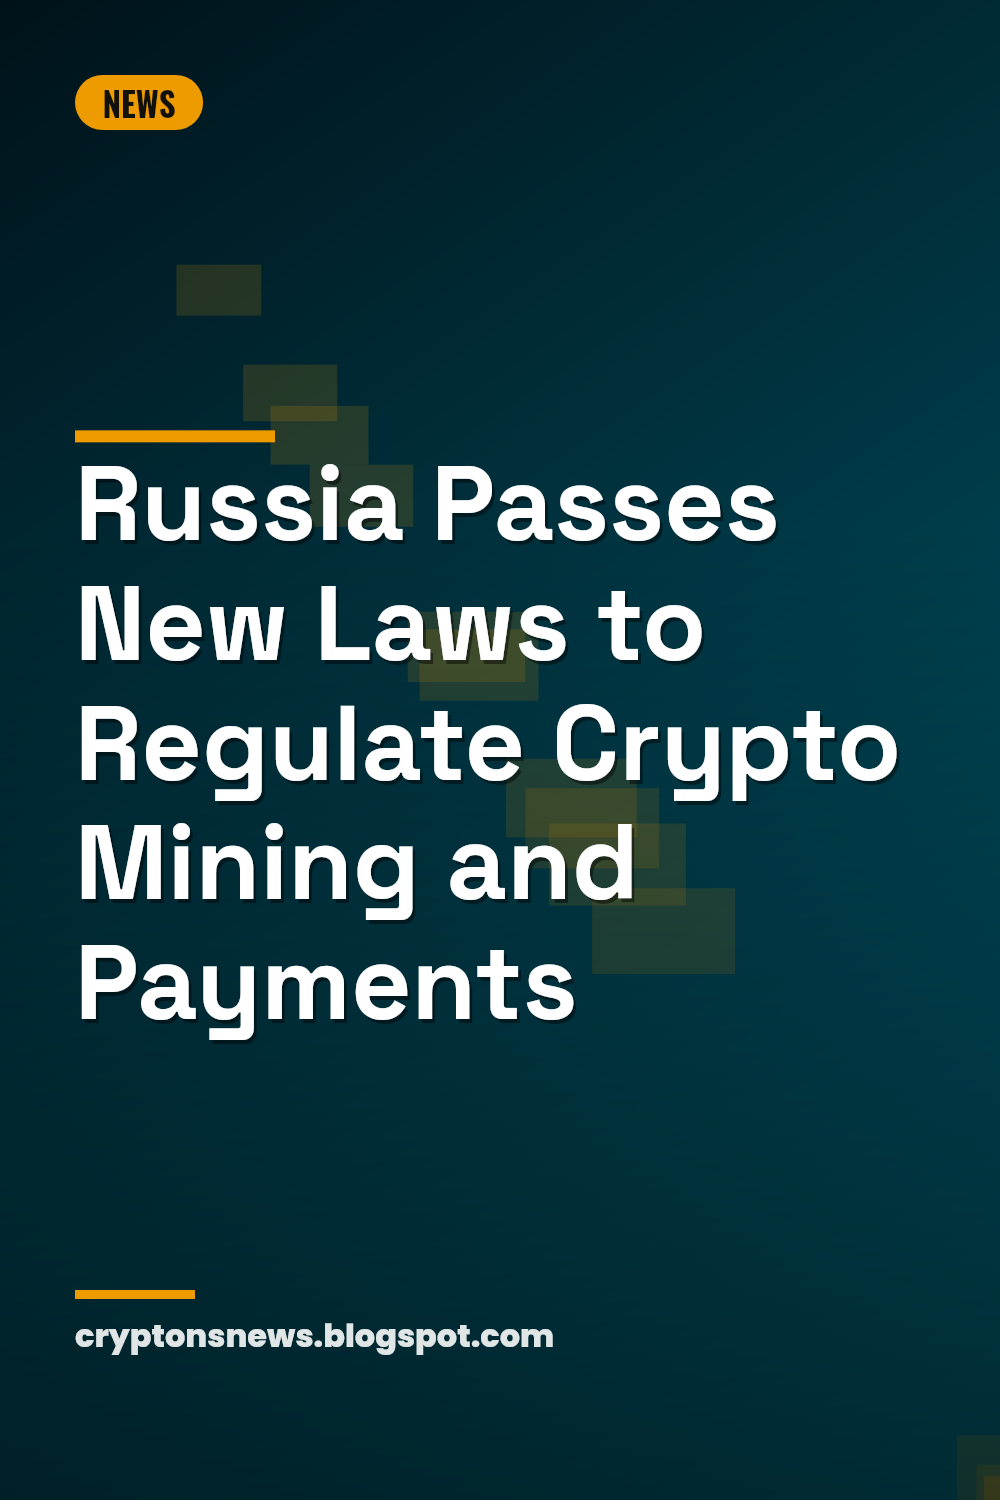 NEWS
Russia Passes
New Laws to
Regulate Crypto
Mining and
Payments
cryptonsnews.blogspot.com